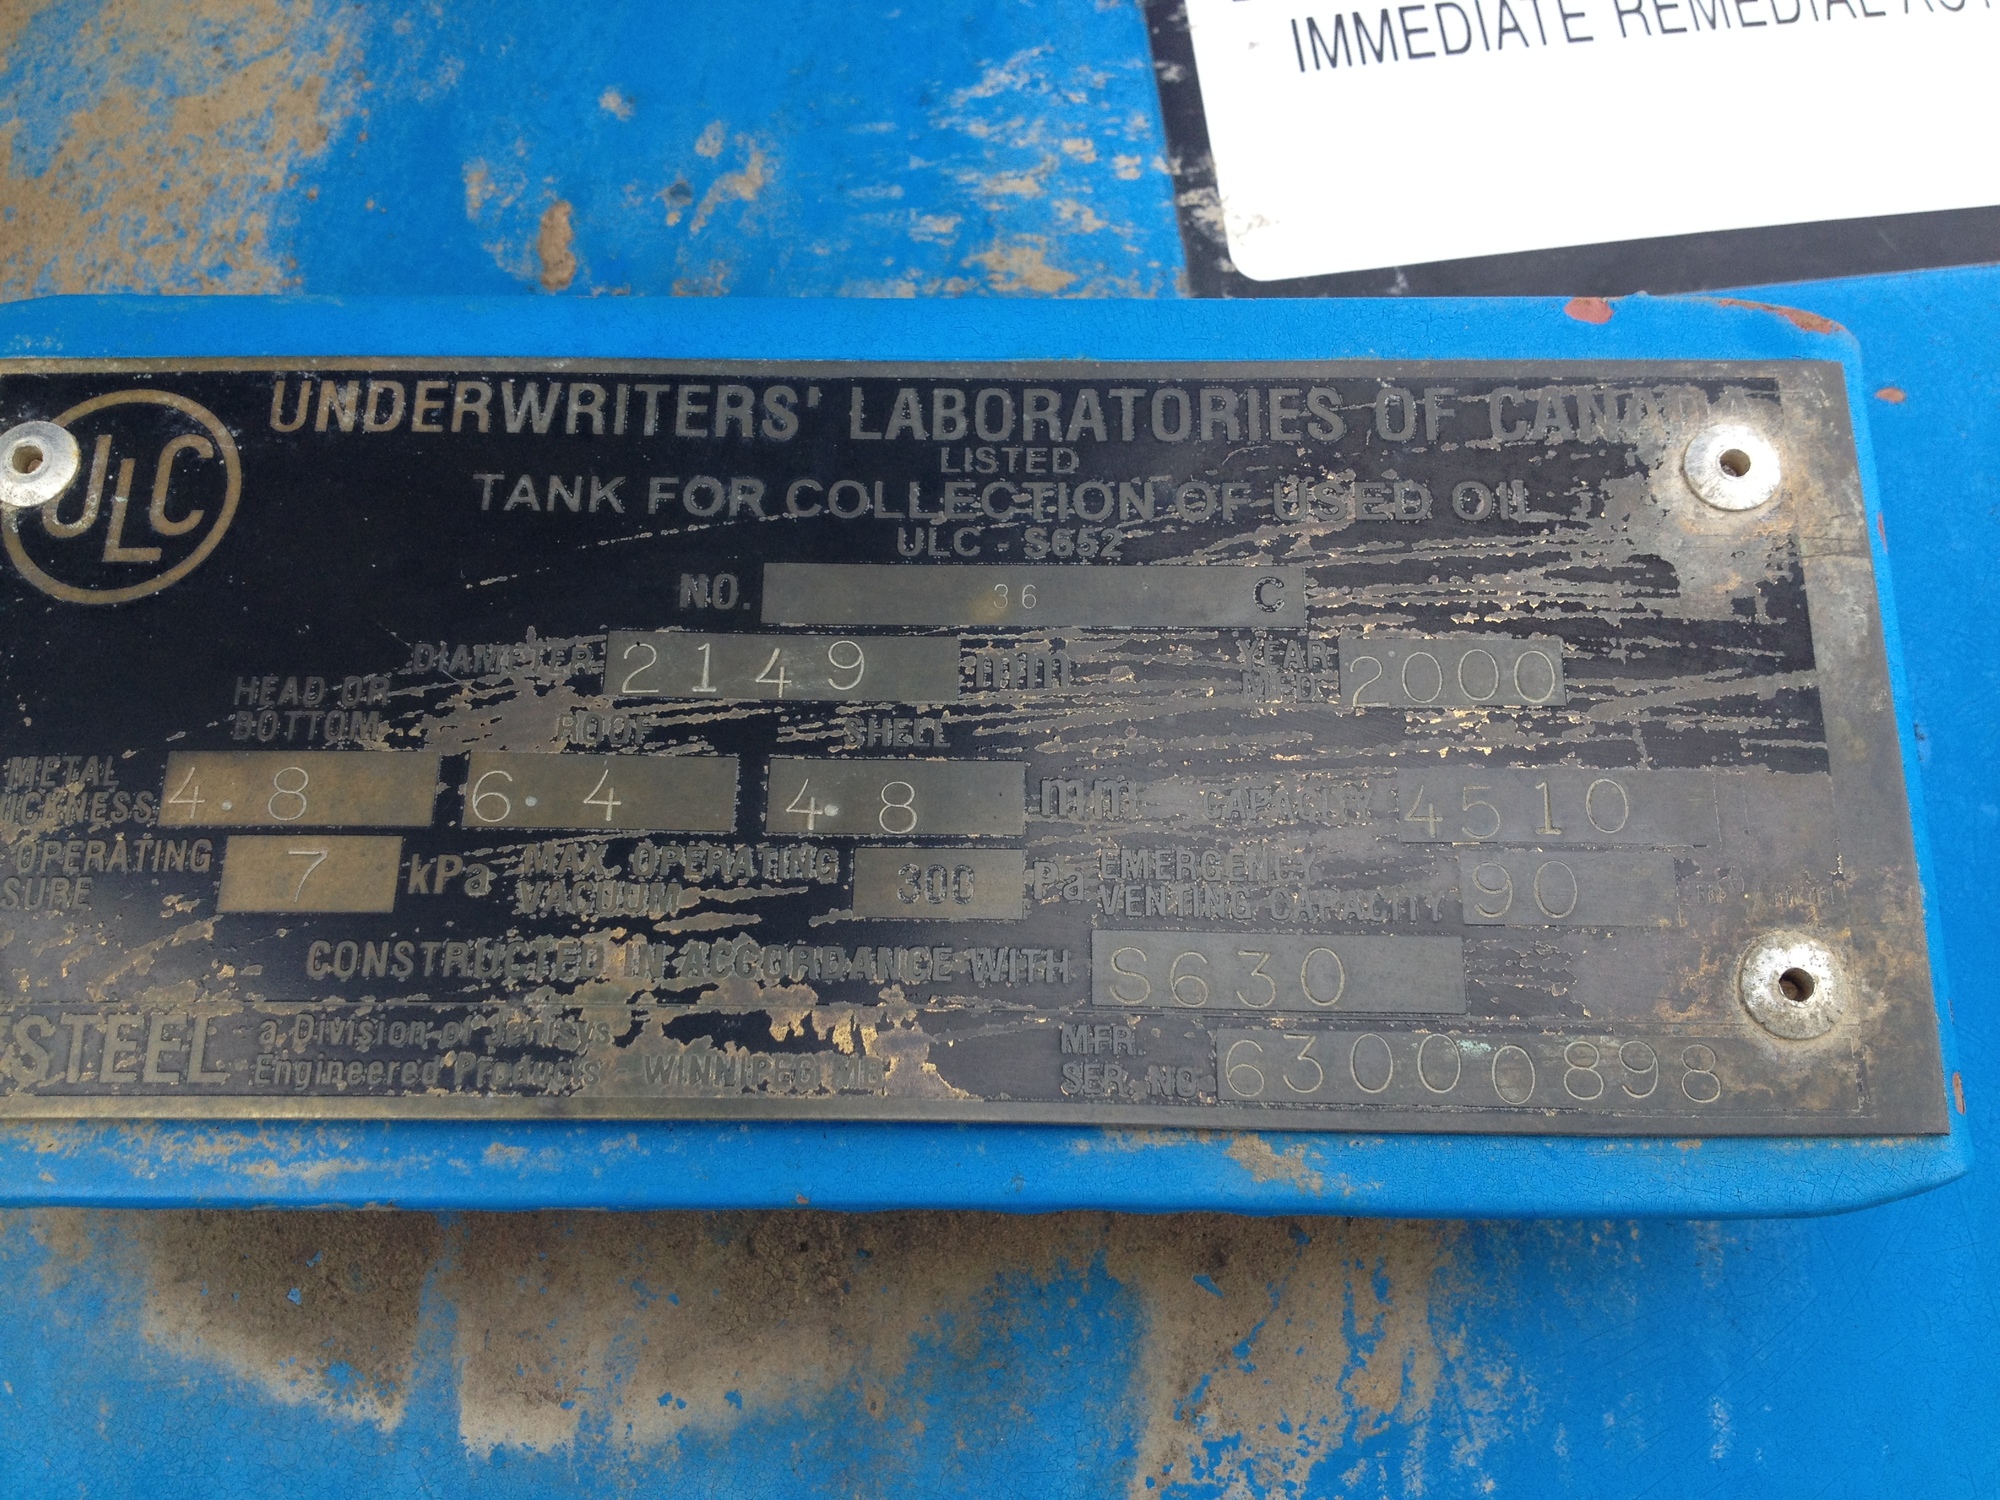 IMMEDIATE REMEDIAL
ULC
UNDERWRITERS' LABORATORIES OF CANADA
LISTED
TANK FOR COLLECTION OF USED OIL
ULC - S652
NO. 36 C
DIAMETER 2149 mm YEAR MFD. 2000
HEAD OR BOTTOM ROOF SHELL
METAL 4.8 6.4 4.8 mm CAPACITY 4510
OPERATING 7 kPa MAX. OPERATING VACUUM 300 Pa EMERGENCY VENTING CAPACITY 90
CONSTRUCTED IN ACCORDANCE WITH S630
STEEL a Division of Jenisys Engineered Products - WINNIPEG MB MFR. SER. NO. 63000898